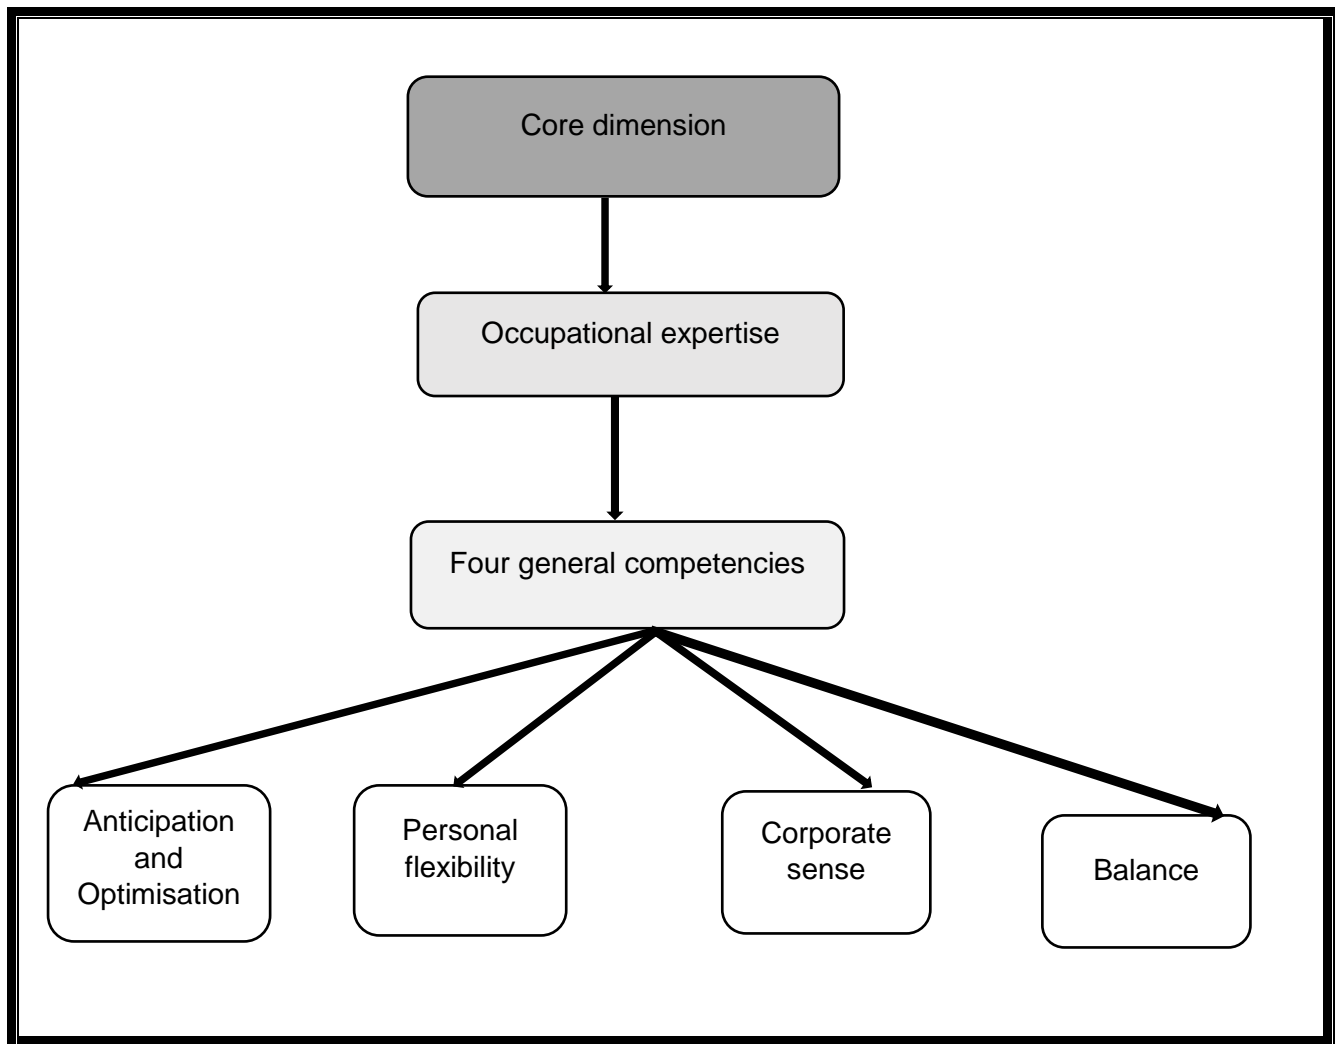 Core dimension
Occupational expertise
Four general competencies
Anticipation
and
Optimisation
Personal
flexibility
Corporate
sense
Balance